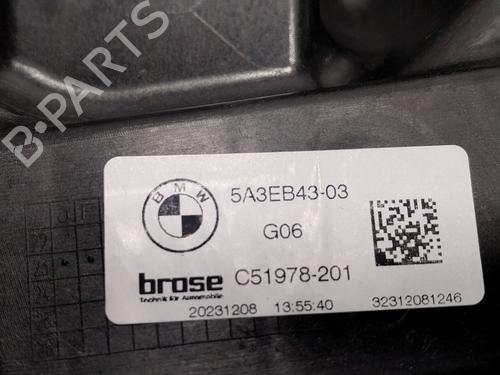 B-PARTS
BMW
5A3EB43-03
G06
brose
Technik für Automobile
C51978-201
20231208 13:55:40 32312081246